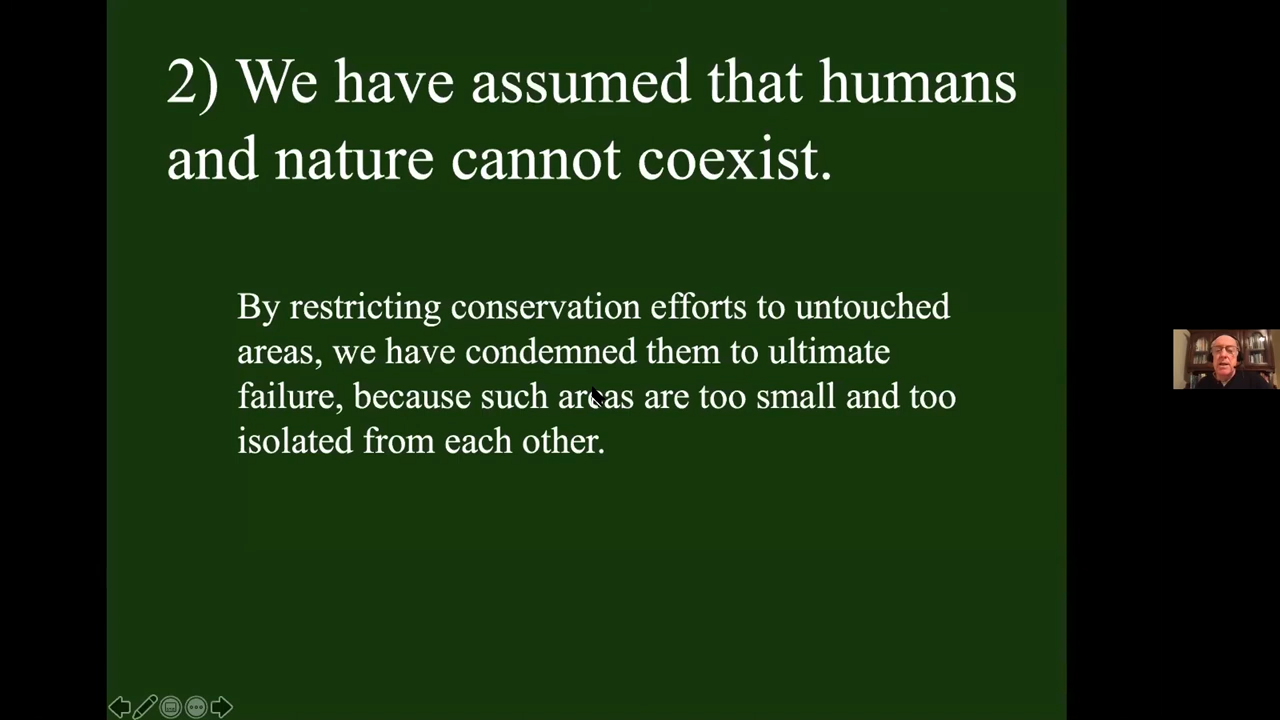 2) We have assumed that humans
and nature cannot coexist.
By restricting conservation efforts to untouched
areas, we have condemned them to ultimate
failure, because such areas are too small and too
isolated from each other.